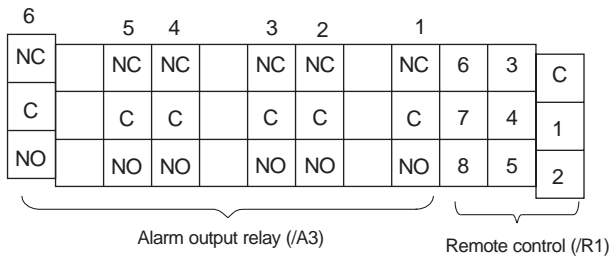 6 5 4 3 2 1
NC NC NC NC NC NC 6 3 C
C C C C C C 7 4 1
NO NO NO NO NO NO 8 5 2
Alarm output relay (/A3) Remote control (/R1)